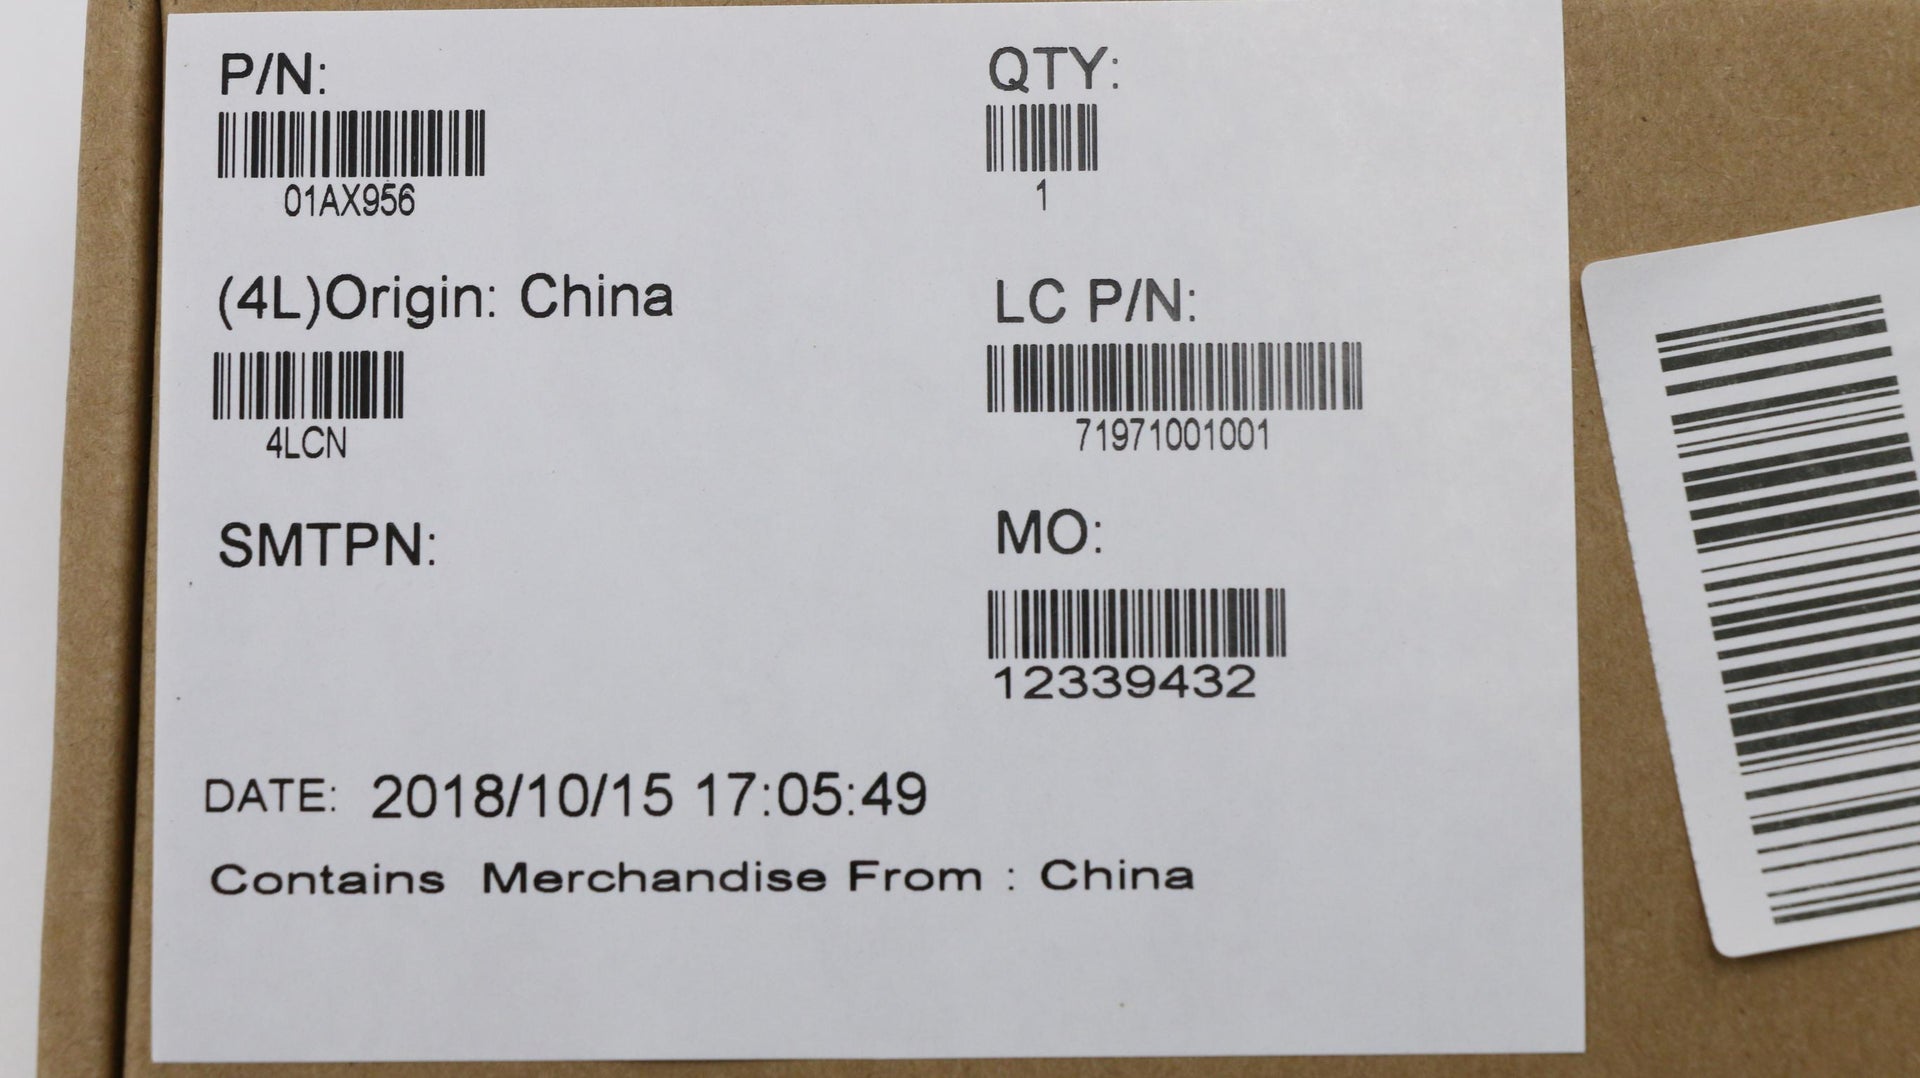 P/N:
01AX956
QTY:
1
(4L)Origin: China
4LCN
LC P/N:
71971001001
SMTPN:
MO:
12339432
DATE: 2018/10/15 17:05:49
Contains Merchandise From : China